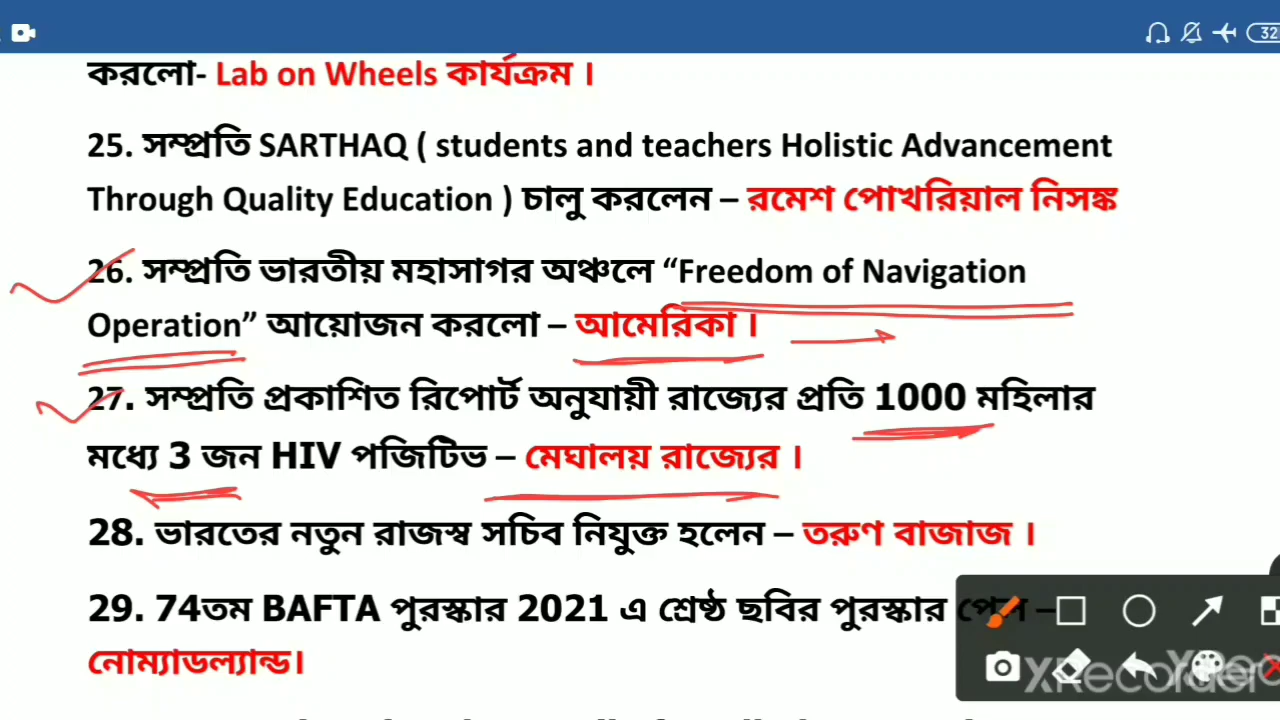 32
করলো- Lab on Wheels কার্যক্রম ।
25. সম্প্রতি SARTHAQ ( students and teachers Holistic Advancement
Through Quality Education ) চালু করলেন – রমেশ পোখরিয়াল নিসঙ্ক
26. সম্প্রতি ভারতীয় মহাসাগর অঞ্চলে “Freedom of Navigation
Operation” আয়োজন করলো – আমেরিকা ।
27. সম্প্রতি প্রকাশিত রিপোর্ট অনুযায়ী রাজ্যের প্রতি 1000 মহিলার
মধ্যে 3 জন HIV পজিটিভ – মেঘালয় রাজ্যের ।
28. ভারতের নতুন রাজস্ব সচিব নিযুক্ত হলেন – তরুণ বাজাজ ।
29. 74তম BAFTA পুরস্কার 2021 এ শ্রেষ্ঠ ছবির পুরস্কার পেল –
নোম্যাডল্যান্ড।
XRecorder